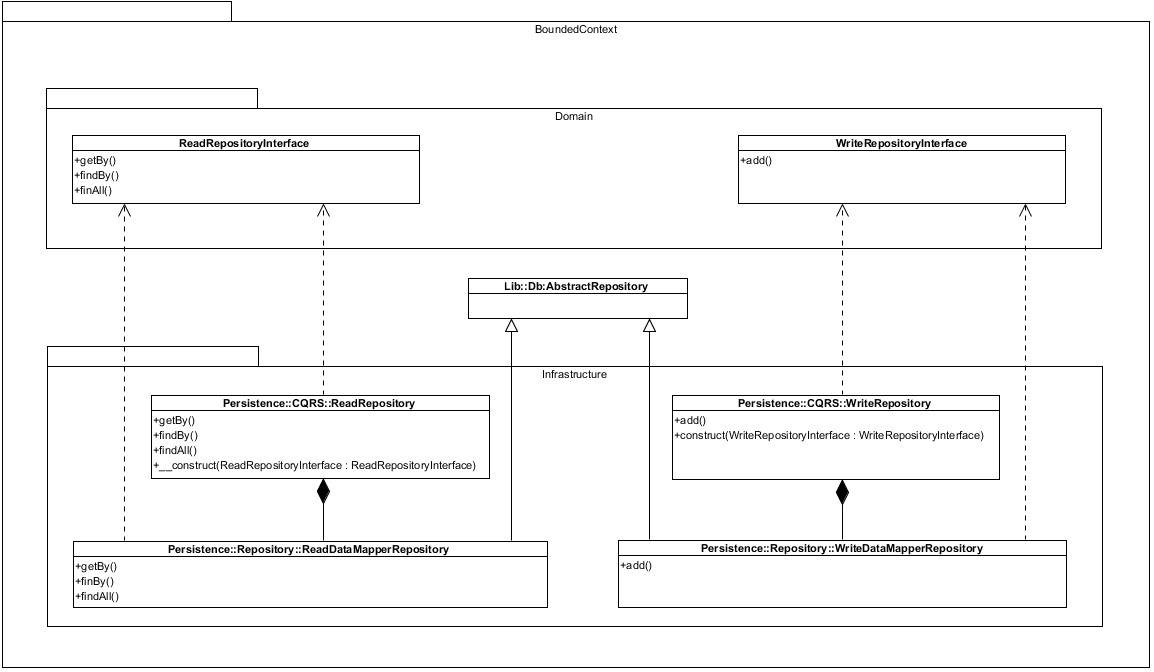 BoundedContext
Domain
ReadRepositoryInterface
+getBy()
+findBy()
+finAll()
WriteRepositoryInterface
+add()
Lib::Db:AbstractRepository
Infrastructure
Persistence::CQRS::ReadRepository
+getBy()
+findBy()
+findAll()
+__construct(ReadRepositoryInterface : ReadRepositoryInterface)
Persistence::CQRS::WriteRepository
+add()
+construct(WriteRepositoryInterface : WriteRepositoryInterface)
Persistence::Repository::ReadDataMapperRepository
+getBy()
+finBy()
+findAll()
Persistence::Repository::WriteDataMapperRepository
+add()